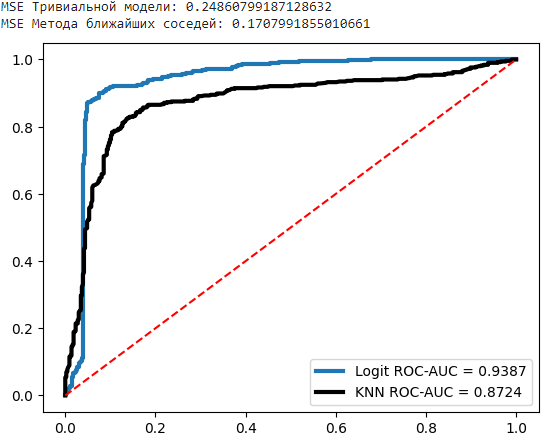 MSE Тривиальной модели: 0.24860799187128632
MSE Метода ближайших соседей: 0.1707991855010661
1.0
0.8
0.6
0.4
0.2
0.0
Logit ROC-AUC = 0.9387
KNN ROC-AUC = 0.8724
0.0 0.2 0.4 0.6 0.8 1.0